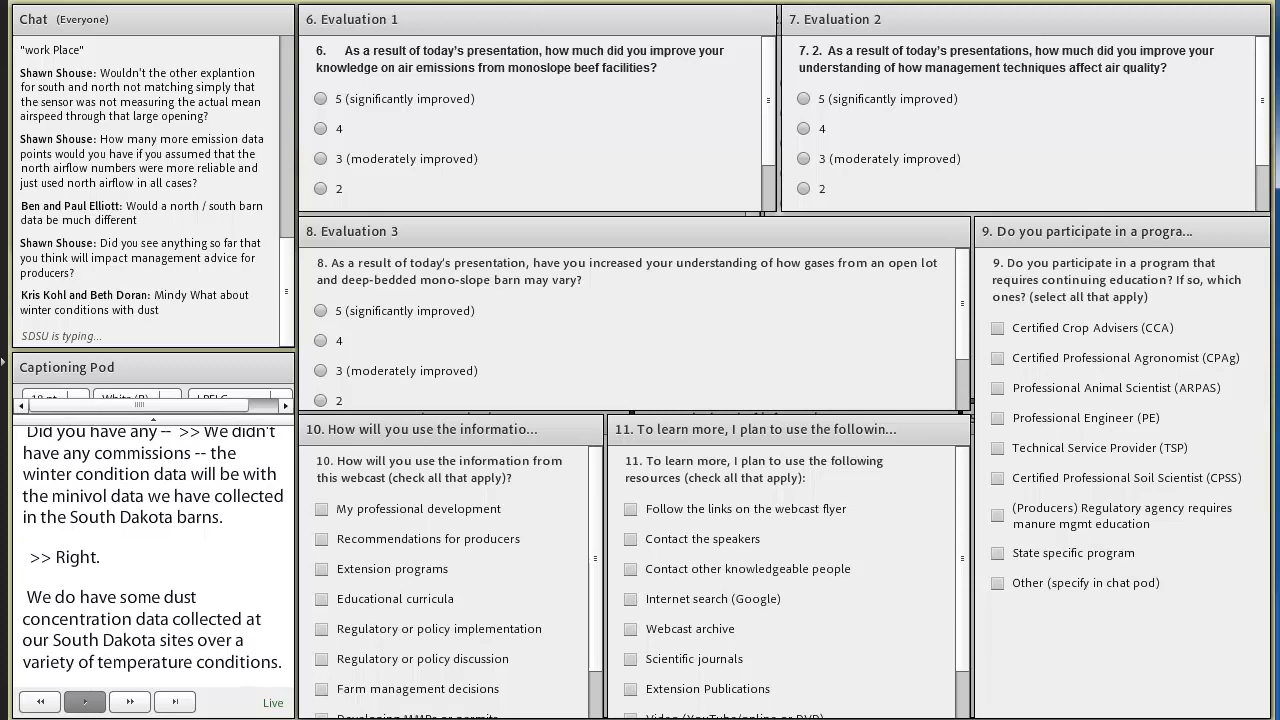 Chat (Everyone)
"work Place"
Shawn Shouse: Wouldn't the other explantion
for south and north not matching simply that
the sensor was not measuring the actual mean
airspeed through that large opening?
Shawn Shouse: How many more emission data
points would you have if you assumed that the
north airflow numbers were more reliable and
just used north airflow in all cases?
Ben and Paul Elliott: Would a north / south barn
data be much different
Shawn Shouse: Did you see anything so far that
you think will impact management advice for
producers?
Kris Kohl and Beth Doran: Mindy What about
winter conditions with dust
SDSU is typing...
Captioning Pod
Did you have any -- >> We didn't
have any commissions -- the
winter condition data will be with
the minivol data we have collected
in the South Dakota barns.
>> Right.
We do have some dust
concentration data collected at
our South Dakota sites over a
variety of temperature conditions.
Live
6. Evaluation 1
6. As a result of today's presentation, how much did you improve your
knowledge on air emissions from monoslope beef facilities?
5 (significantly improved)
4
3 (moderately improved)
2
7. Evaluation 2
7. 2. As a result of today's presentations, how much did you improve your
understanding of how management techniques affect air quality?
5 (significantly improved)
4
3 (moderately improved)
2
8. Evaluation 3
8. As a result of today's presentation, have you increased your understanding of how gases from an open lot
and deep-bedded mono-slope barn may vary?
5 (significantly improved)
4
3 (moderately improved)
2
9. Do you participate in a progra...
9. Do you participate in a program that
requires continuing education? If so, which
ones? (select all that apply)
Certified Crop Advisers (CCA)
Certified Professional Agronomist (CPAg)
Professional Animal Scientist (ARPAS)
Professional Engineer (PE)
Technical Service Provider (TSP)
Certified Professional Soil Scientist (CPSS)
(Producers) Regulatory agency requires
manure mgmt education
State specific program
Other (specify in chat pod)
10. How will you use the informatio...
10. How will you use the information from
this webcast (check all that apply)?
My professional development
Recommendations for producers
Extension programs
Educational curricula
Regulatory or policy implementation
Regulatory or policy discussion
Farm management decisions
11. To learn more, I plan to use the followin...
11. To learn more, I plan to use the following
resources (check all that apply):
Follow the links on the webcast flyer
Contact the speakers
Contact other knowledgeable people
Internet search (Google)
Webcast archive
Scientific journals
Extension Publications